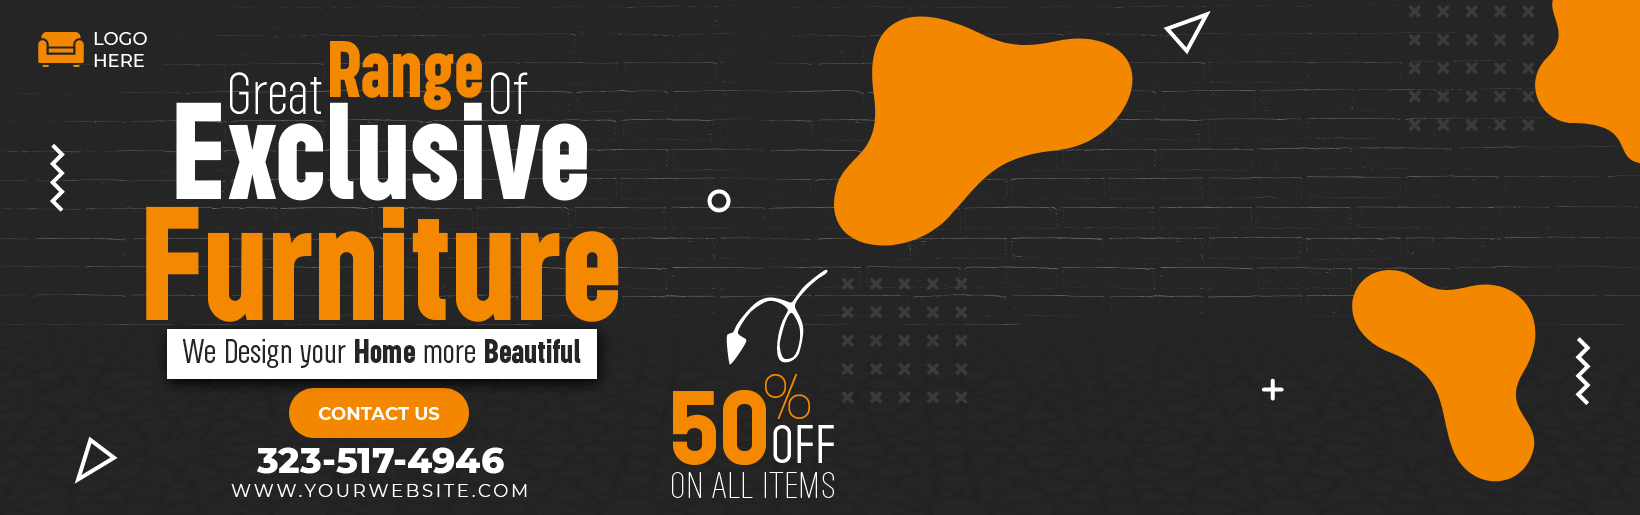 LOGO
HERE
Great Range Of
Exclusive
Furniture
We Design your Home more Beautiful
CONTACT US
323-517-4946
WWW.YOURWEBSITE.COM
50% OFF
ON ALL ITEMS